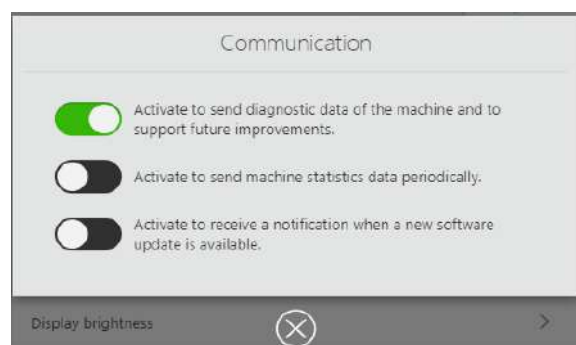 Communication
Activate to send diagnostic data of the machine and to
support future improvements.
Activate to send machine statistics data periodically.
Activate to receive a notification when a new software
update is available.
Display brightness